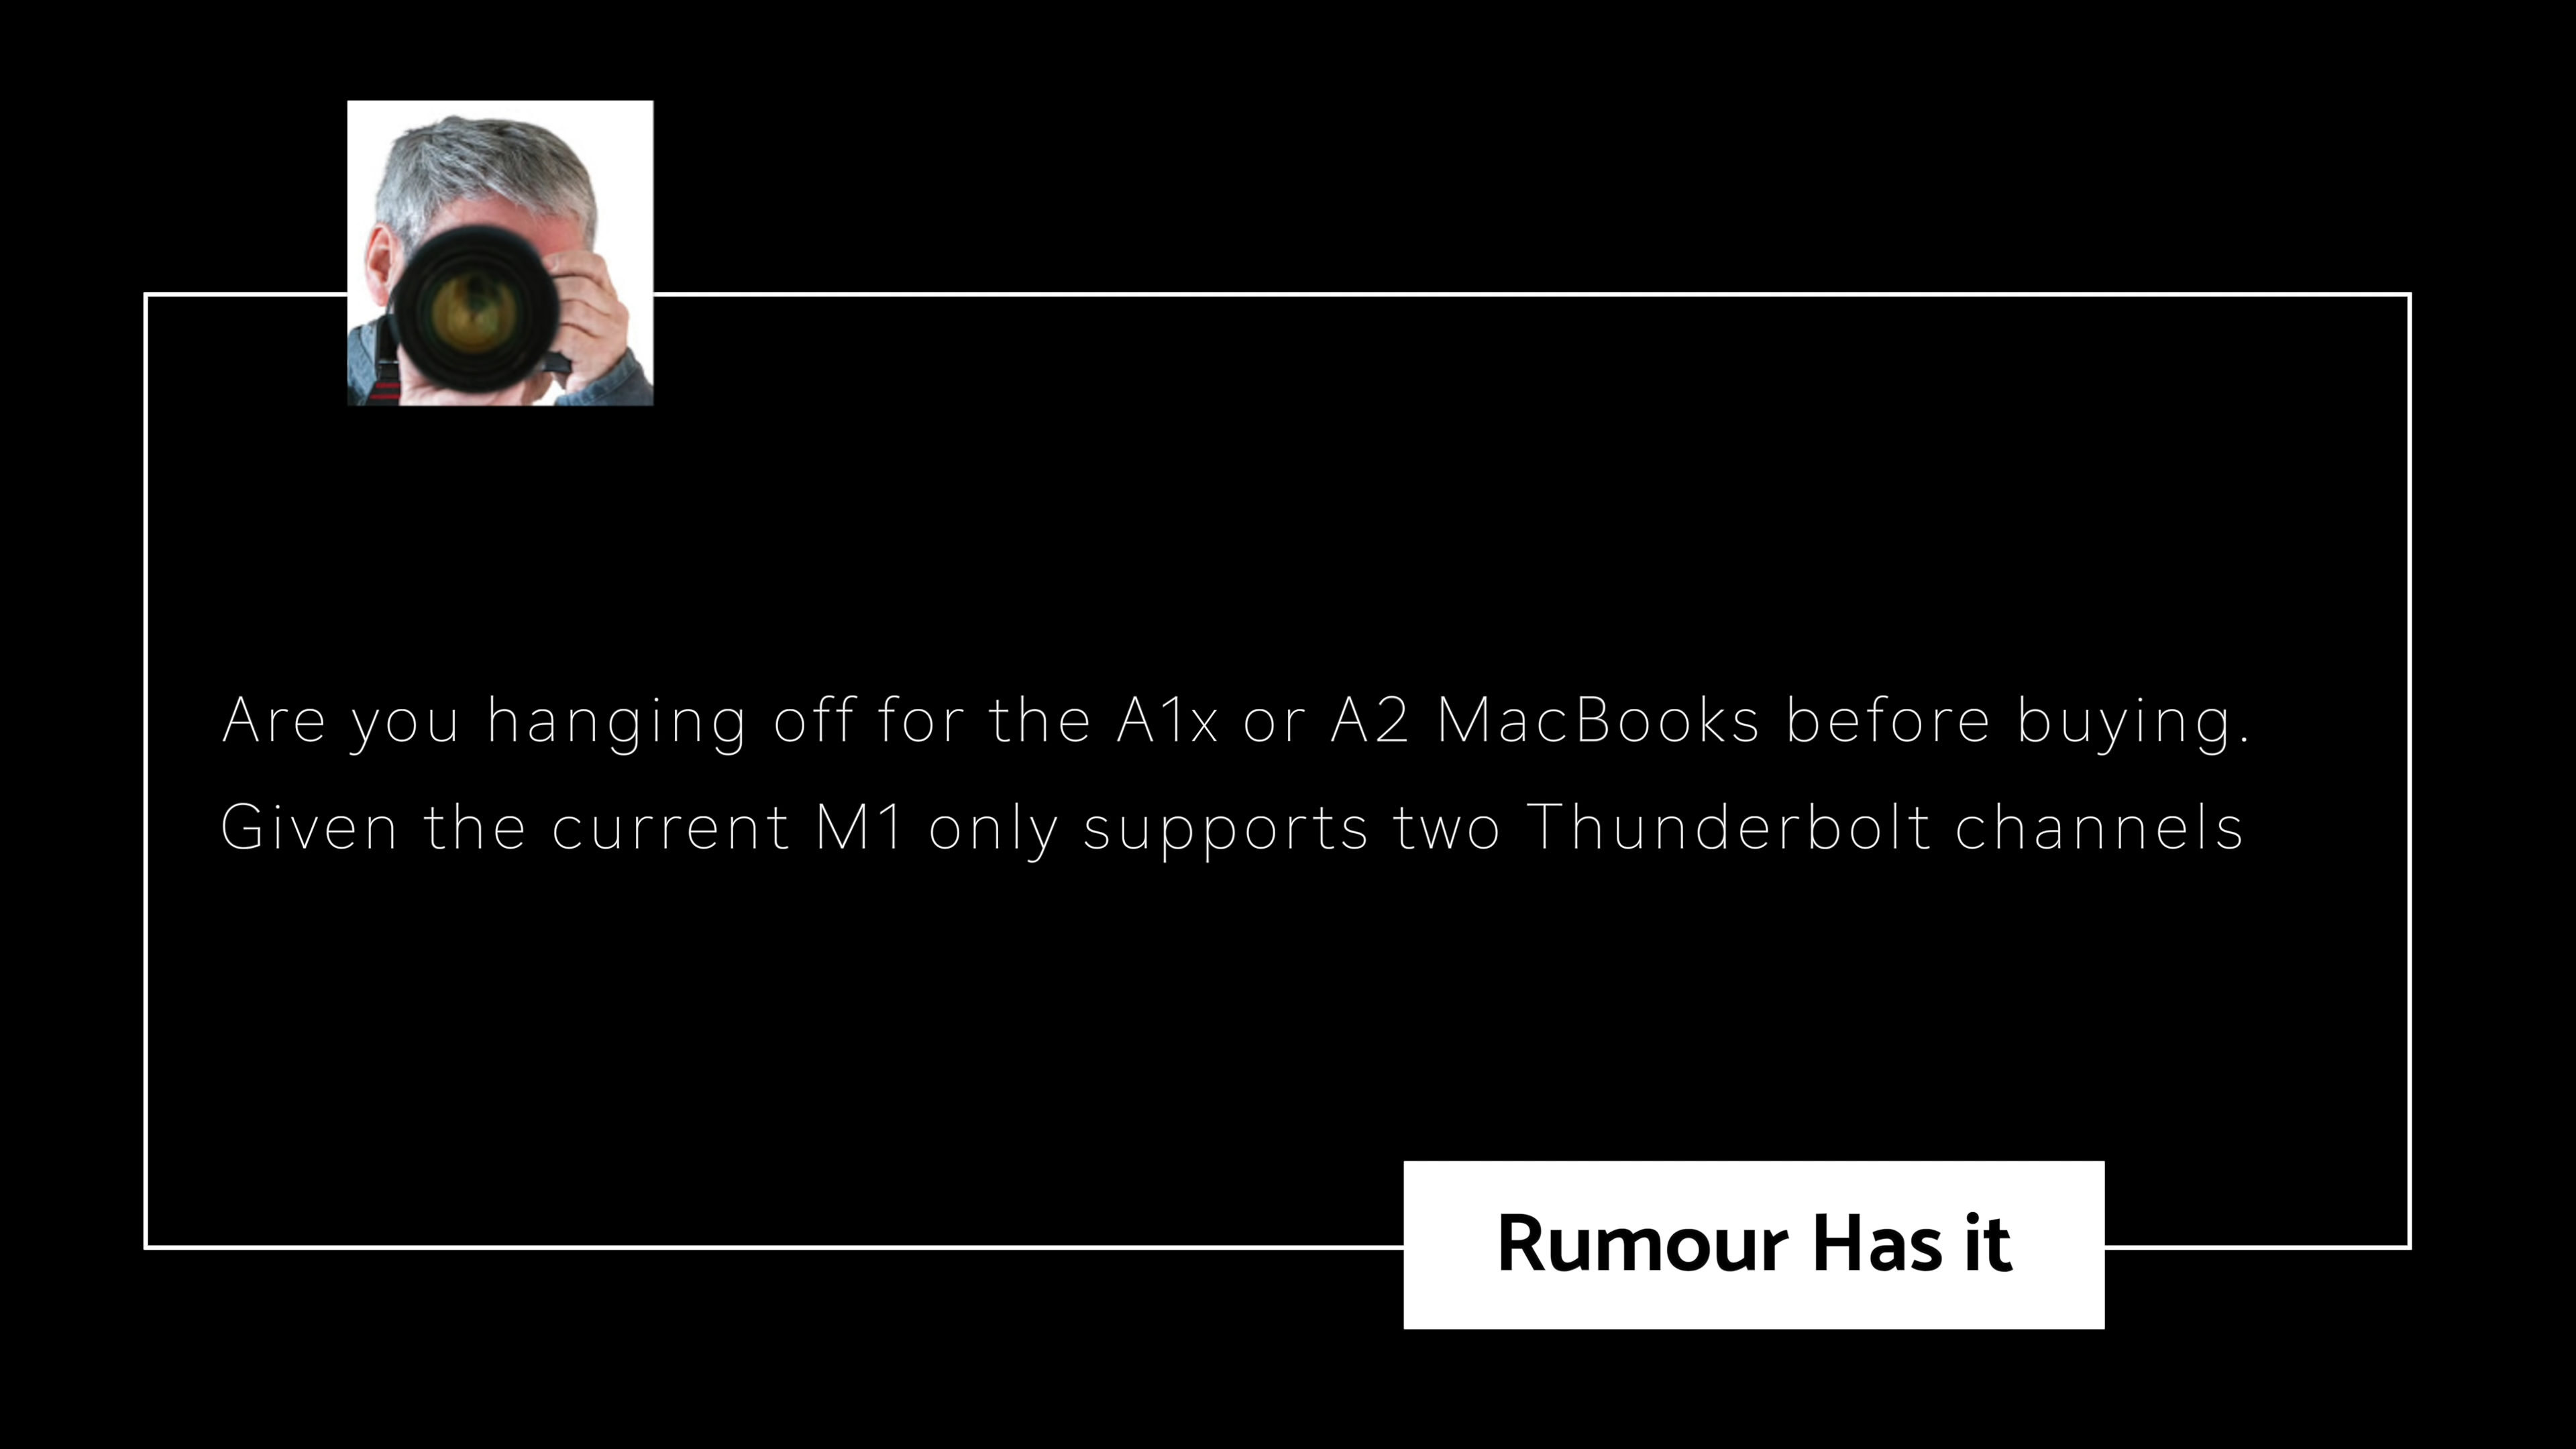 Are you hanging off for the A1x or A2 MacBooks before buying.
Given the current M1 only supports two Thunderbolt channels
Rumour Has it